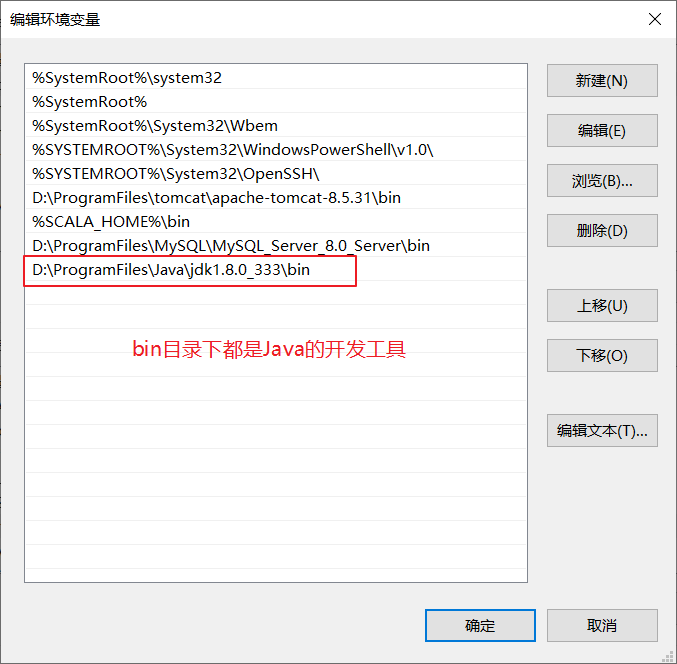 编辑环境变量
%SystemRoot%\system32
%SystemRoot%
%SystemRoot%\System32\Wbem
%SYSTEMROOT%\System32\WindowsPowerShell\v1.0\
%SYSTEMROOT%\System32\OpenSSH\
D:\ProgramFiles\tomcat\apache-tomcat-8.5.31\bin
%SCALA_HOME%\bin
D:\ProgramFiles\MySQL\MySQL_Server_8.0_Server\bin
D:\ProgramFiles\Java\jdk1.8.0_333\bin
bin目录下都是Java的开发工具
新建(N)
编辑(E)
浏览(B)...
删除(D)
上移(U)
下移(O)
编辑文本(T)...
确定
取消